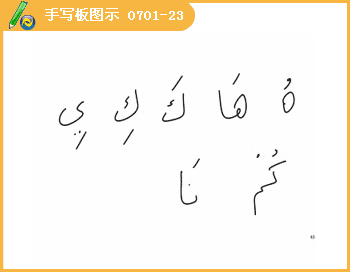 手写板图示 0701-23
هُ هَا كَ كِ يِ
كُمْ نَا